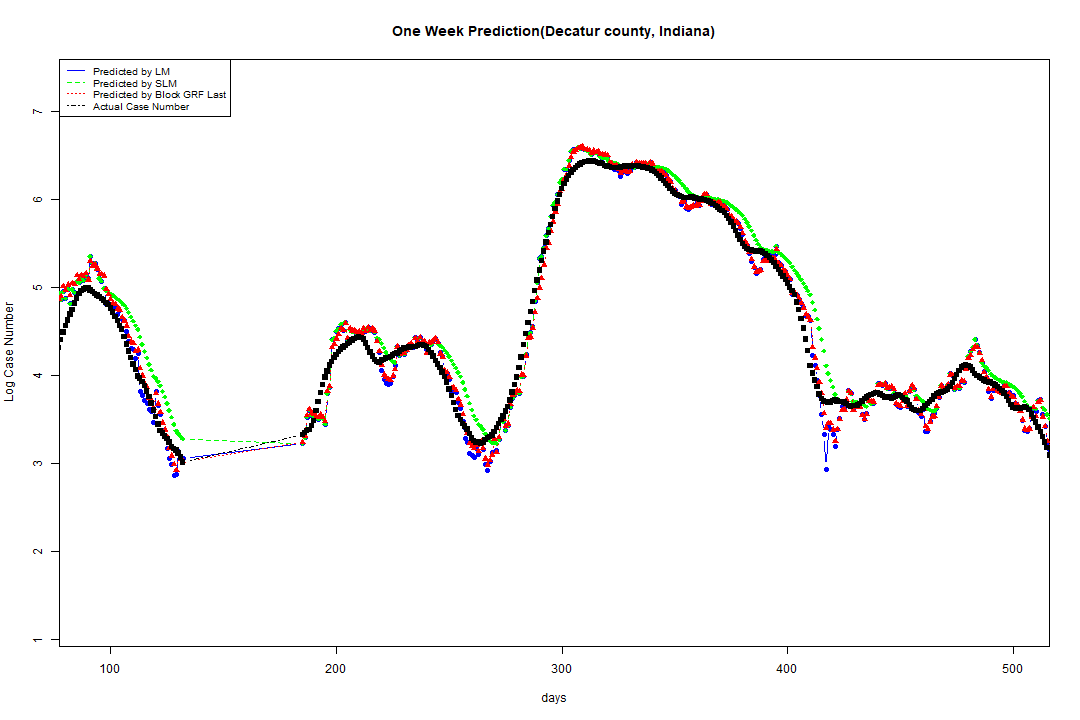 One Week Prediction(Decatur county, Indiana)
Predicted by LM
Predicted by SLM
Predicted by Block GRF Last
Actual Case Number
Log Case Number
7
6
5
4
3
2
1
100 200 300 400 500
days